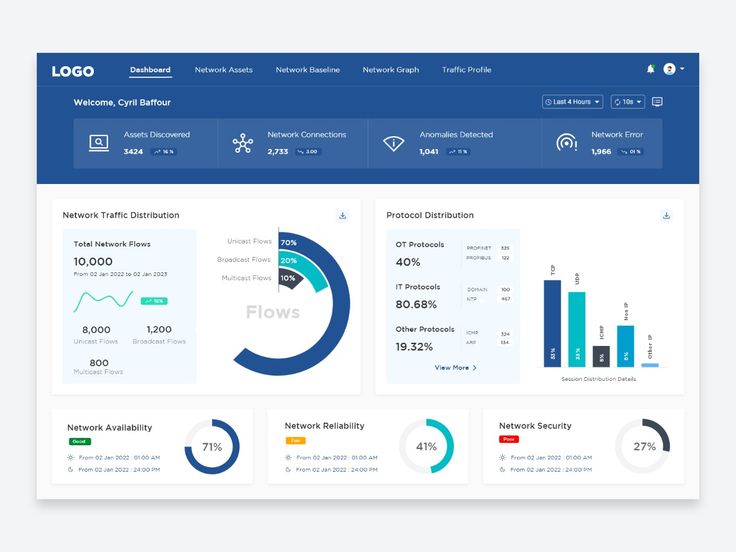 LOGO
Dashboard
Network Assets
Network Baseline
Network Graph
Traffic Profile
Welcome, Cyril Baffour
Last 4 Hours
10s
Assets Discovered
3424
16 %
Network Connections
2,733
3.00
Anomalies Detected
1,041
11 %
Network Error
1,966
01 %
Network Traffic Distribution
Total Network Flows
10,000
From 02 Jan 2022 to 02 Jan 2023
16%
8,000
Unicast Flows
1,200
Broadcast Flows
800
Multicast Flows
Unicast Flows
70%
Broadcast Flows
20%
Multicast Flows
10%
Flows
Protocol Distribution
OT Protocols
40%
PROFINET 525
PROFIBUS 122
IT Protocols
80.68%
DOMAIN 100
NTP 467
Other Protocols
19.32%
ICMP 324
ARP 134
View More
TCP
UDP
ICMP
Non IP
Other IP
Session Distribution Details
Network Availability
Good
From 02 Jan 2022 : 01:00 AM
From 02 Jan 2022 : 24:00 PM
71%
Network Reliability
Fair
From 02 Jan 2022 : 01:00 AM
From 02 Jan 2022 : 24:00 PM
41%
Network Security
Poor
From 02 Jan 2022 : 01:00 AM
From 02 Jan 2022 : 24:00 PM
27%